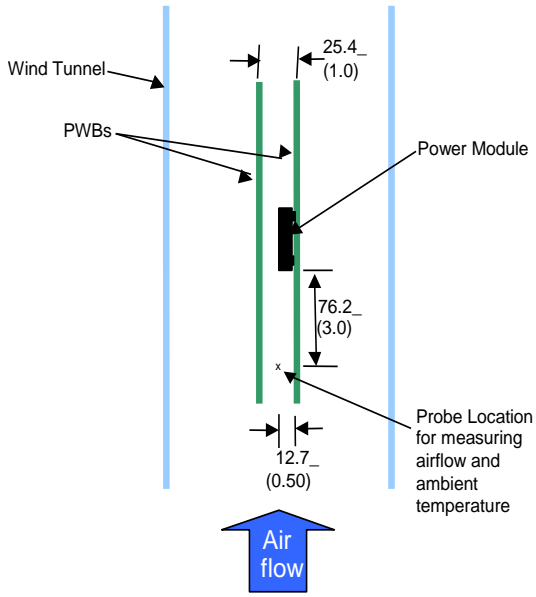 25.4_
(1.0)
Wind Tunnel
PWBs
Power Module
76.2_
(3.0)
x
Probe Location
for measuring
airflow and
ambient
temperature
12.7_
(0.50)
Air
flow